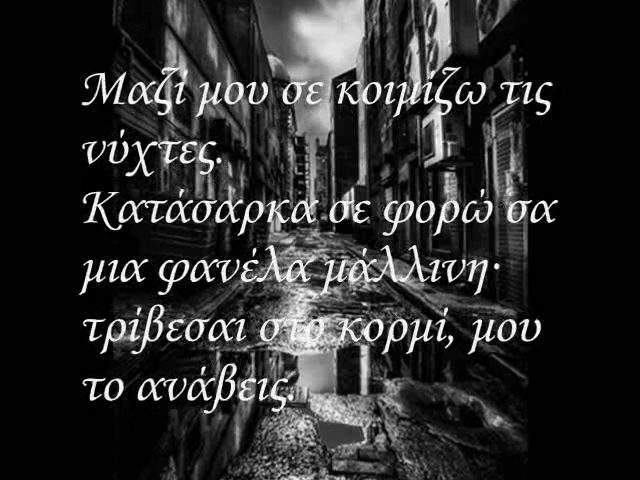 Μαζί μου σε κοιμίζω τις
νύχτες.
Κατάσαρκα σε φορώ σα
μια φανέλα μάλλινη·
τρίβεσαι στο κορμί, μου
το ανάβεις.